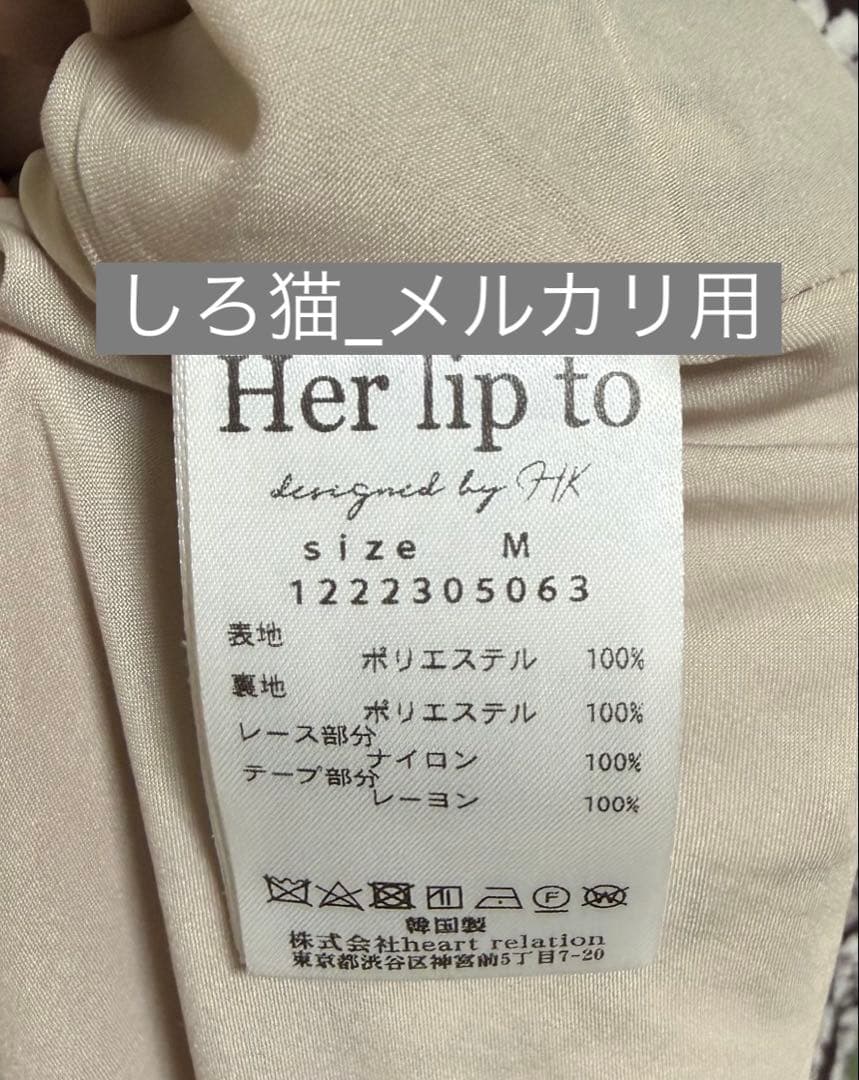 しろ猫_メルカリ用
Her lip to
designed by HK
size M
1222305063
表地
ポリエステル 100%
裏地
ポリエステル 100%
レース部分
ナイロン 100%
テープ部分
レーヨン 100%
韓国製
株式会社heart relation
東京都渋谷区神宮前5丁目7-20